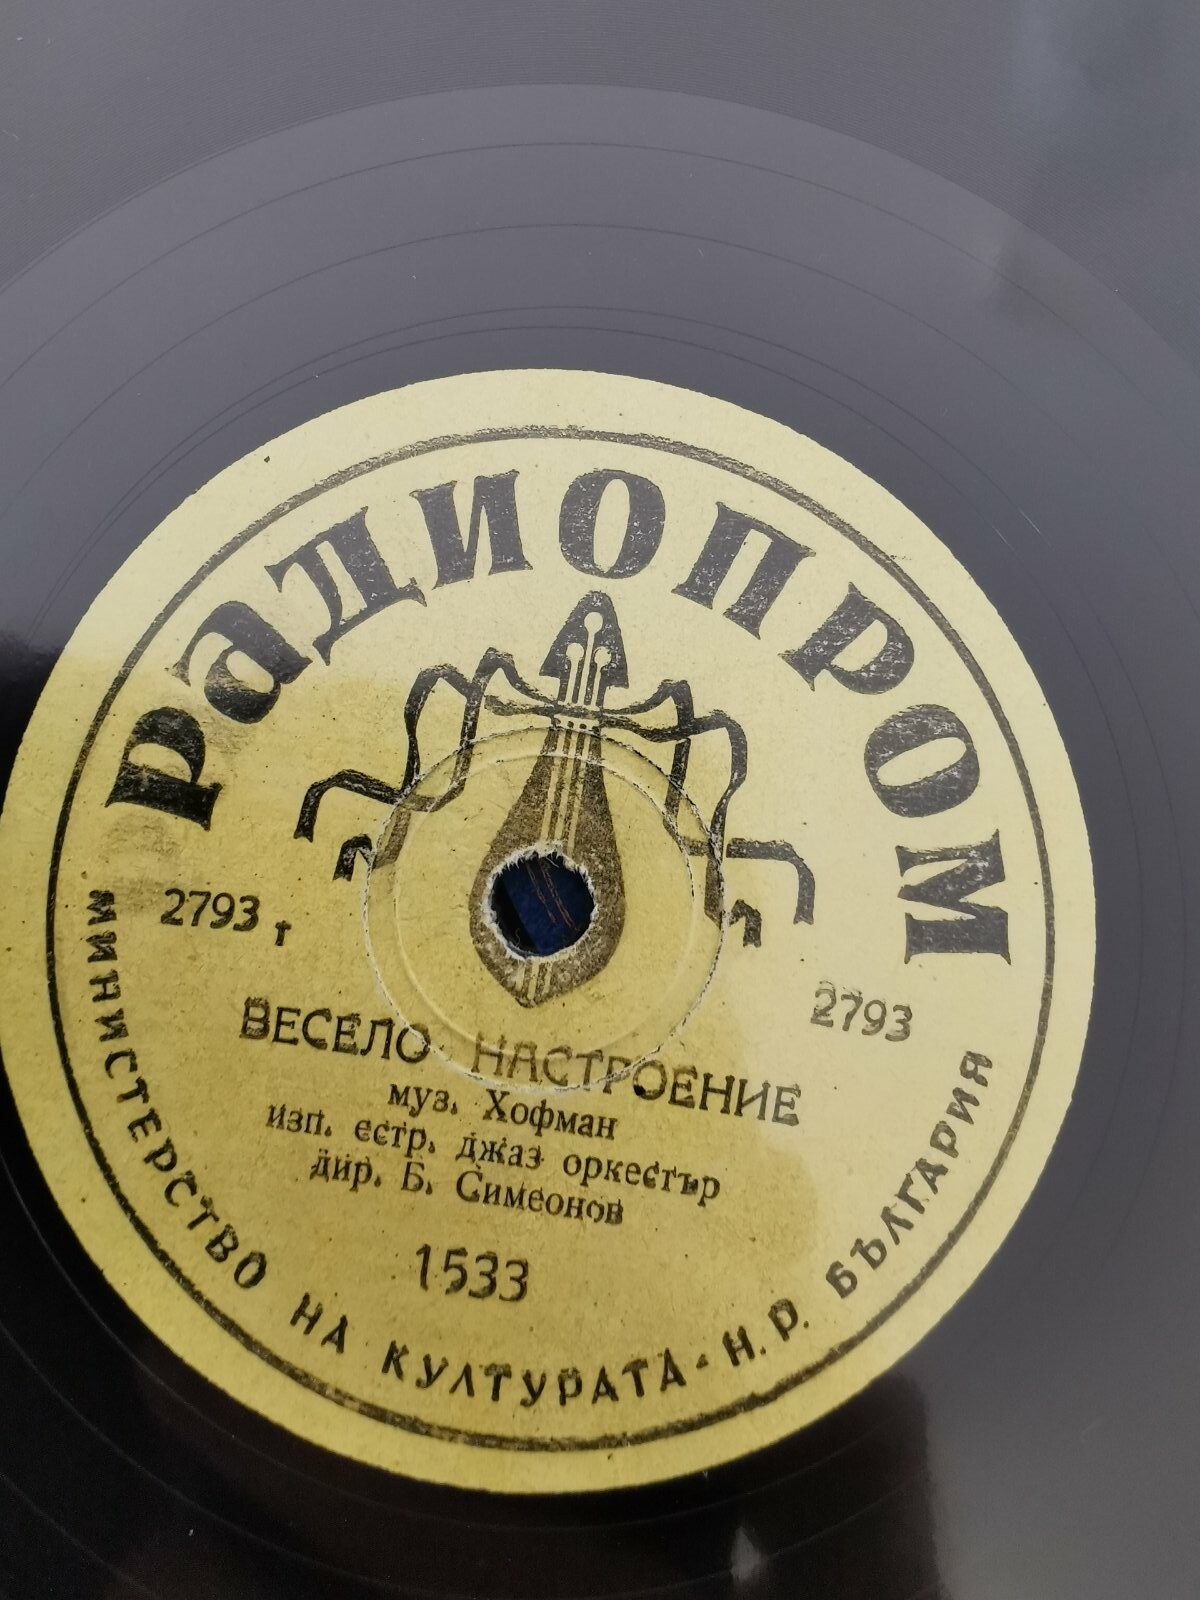 РАДИОПРОМ
2793 т
2793
ВЕСЕЛО НАСТРОЕНИЕ
муз. Хофман
изп. естр. джаз оркестър
дир. Б. Симеонов
1533
МИНИСТЕРСТВО НА КУЛТУРАТА - Н. Р. БЪЛГАРИЯ